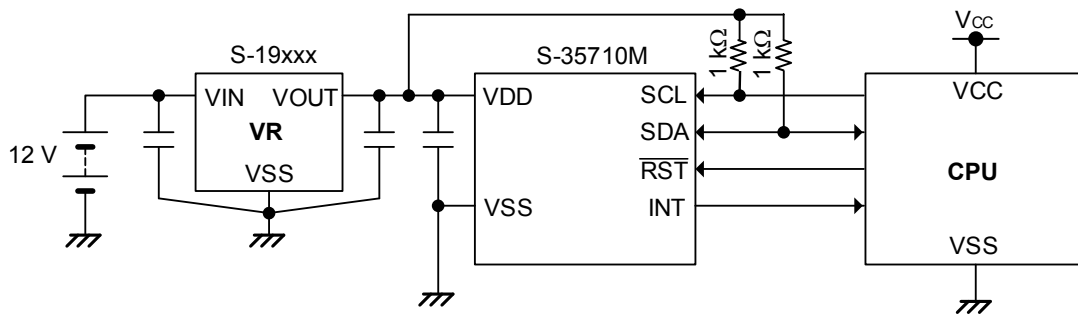 S-19xxx
S-35710M
1 kΩ
1 kΩ
VCC
VIN
VOUT
VR
VSS
12 V
VDD
VSS
SCL
SDA
RST
INT
VCC
CPU
VSS